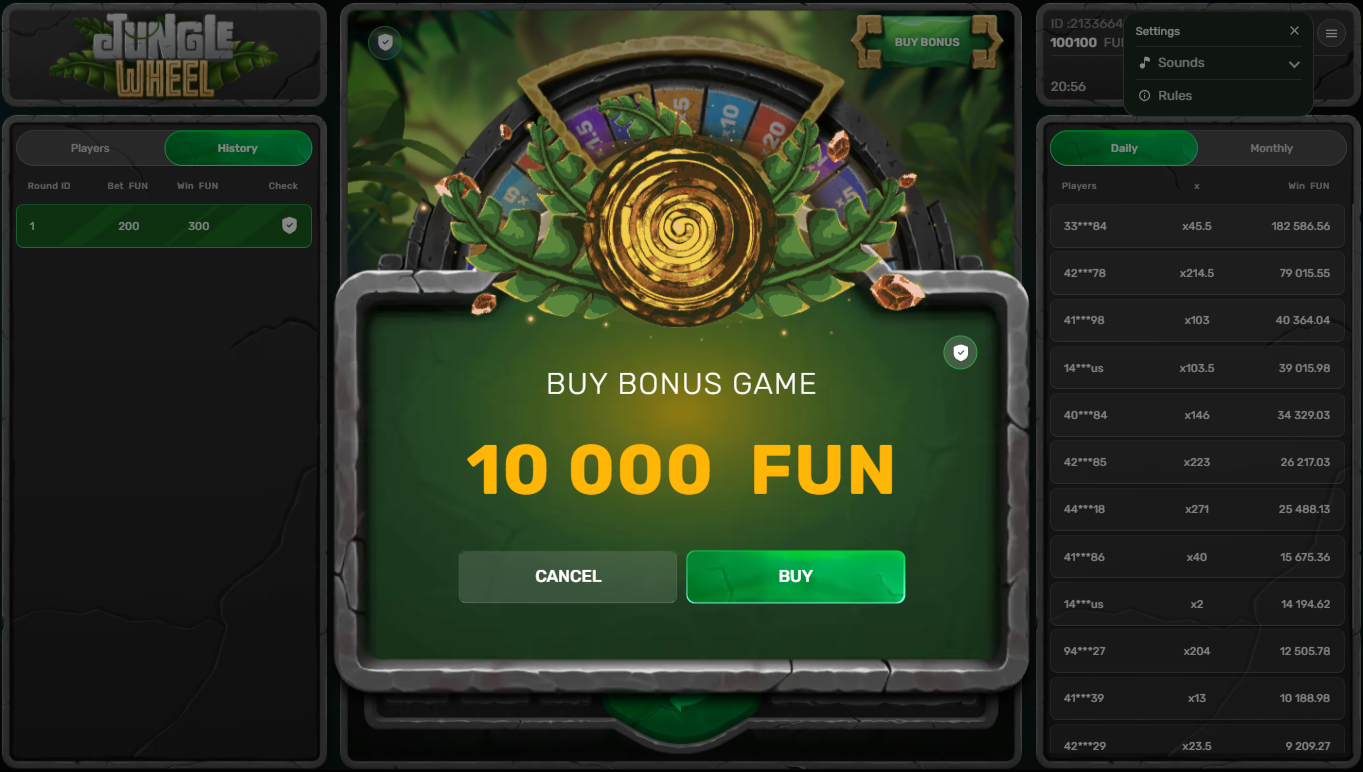 JUNGLE
WHEEL
Players
History
Round ID
Bet FUN
Win FUN
Check
1
200
300
BUY BONUS
x5
x1.5
x5
x10
x20
x5
BUY BONUS GAME
10 000 FUN
CANCEL
BUY
ID :2133664
100100 FU
20:56
Settings
Sounds
Rules
Daily
Monthly
Players
x
Win FUN
33***84 x45.5 182 586.56
42***78 x214.5 79 015.55
41***98 x103 40 364.04
14***us x103.5 39 015.98
40***84 x146 34 329.03
42***85 x223 26 217.03
44***18 x271 25 488.13
41***86 x40 15 675.36
14***us x2 14 194.62
94***27 x204 12 505.78
41***39 x13 10 188.98
42***29 x23.5 9 209.27